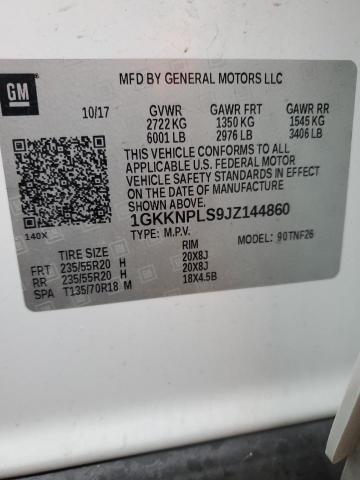 GM
MFD BY GENERAL MOTORS LLC
10/17 GVWR GAWR FRT GAWR RR
2722 KG 1350 KG 1545 KG
6001 LB 2976 LB 3406 LB
THIS VEHICLE CONFORMS TO ALL
APPLICABLE U.S. FEDERAL MOTOR
VEHICLE SAFETY STANDARDS IN EFFECT
ON THE DATE OF MANUFACTURE
SHOWN ABOVE.
1GKKNPLS9JZ144860
140X TYPE: M.P.V. MODEL: 90TNF26
TIRE SIZE RIM
FRT 235/55R20 H 20X8J
RR 235/55R20 H 20X8J
SPA T135/70R18 M 18X4.5B